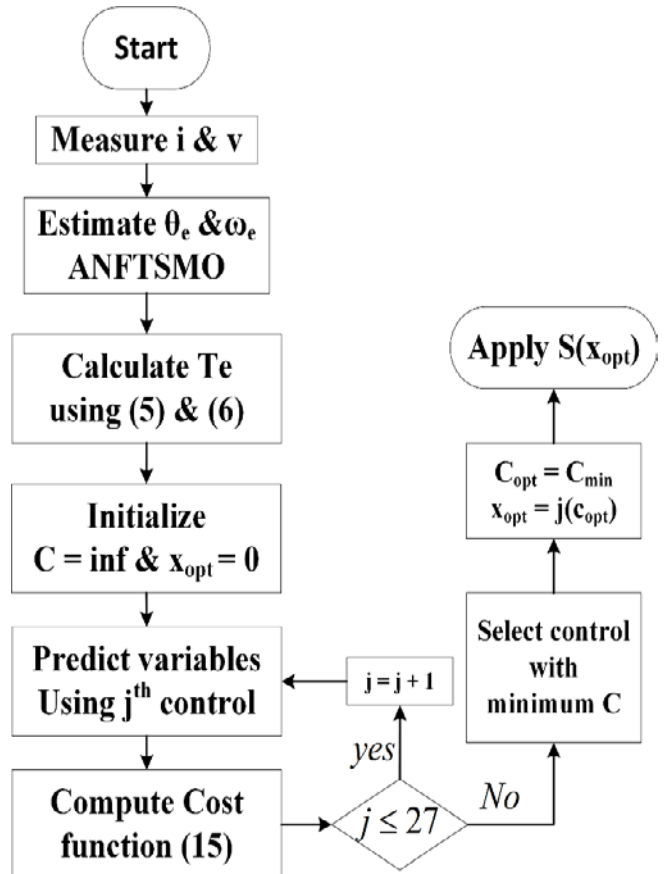 Start
Measure i & v
Estimate θₑ &ωₑ
ANFTSMO
Calculate Te
using (5) & (6)
Initialize
C = inf & xₒₚₜ = 0
Predict variables
Using jᵗʰ control
Compute Cost
function (15)
j ≤ 27
yes
j = j + 1
No
Select control
with
minimum C
Cₒₚₜ = Cₘᵢₙ
xₒₚₜ = j(cₒₚₜ)
Apply S(xₒₚₜ)